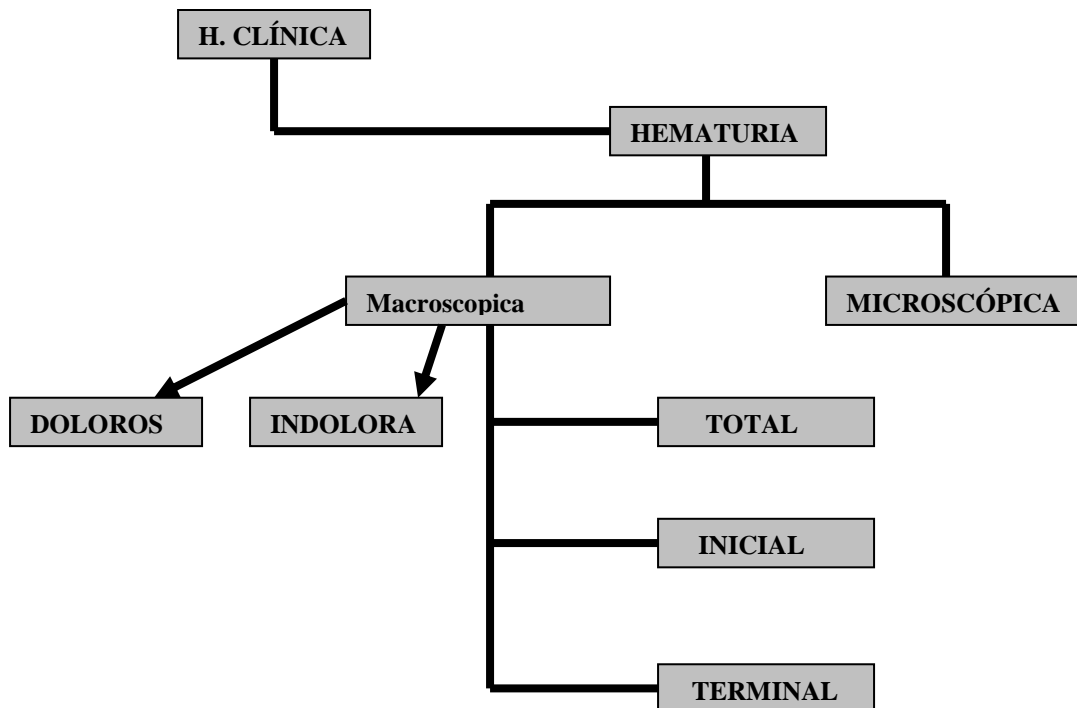 H. CLÍNICA
HEMATURIA
Macroscopica
MICROSCÓPICA
DOLOROS
INDOLORA
TOTAL
INICIAL
TERMINAL